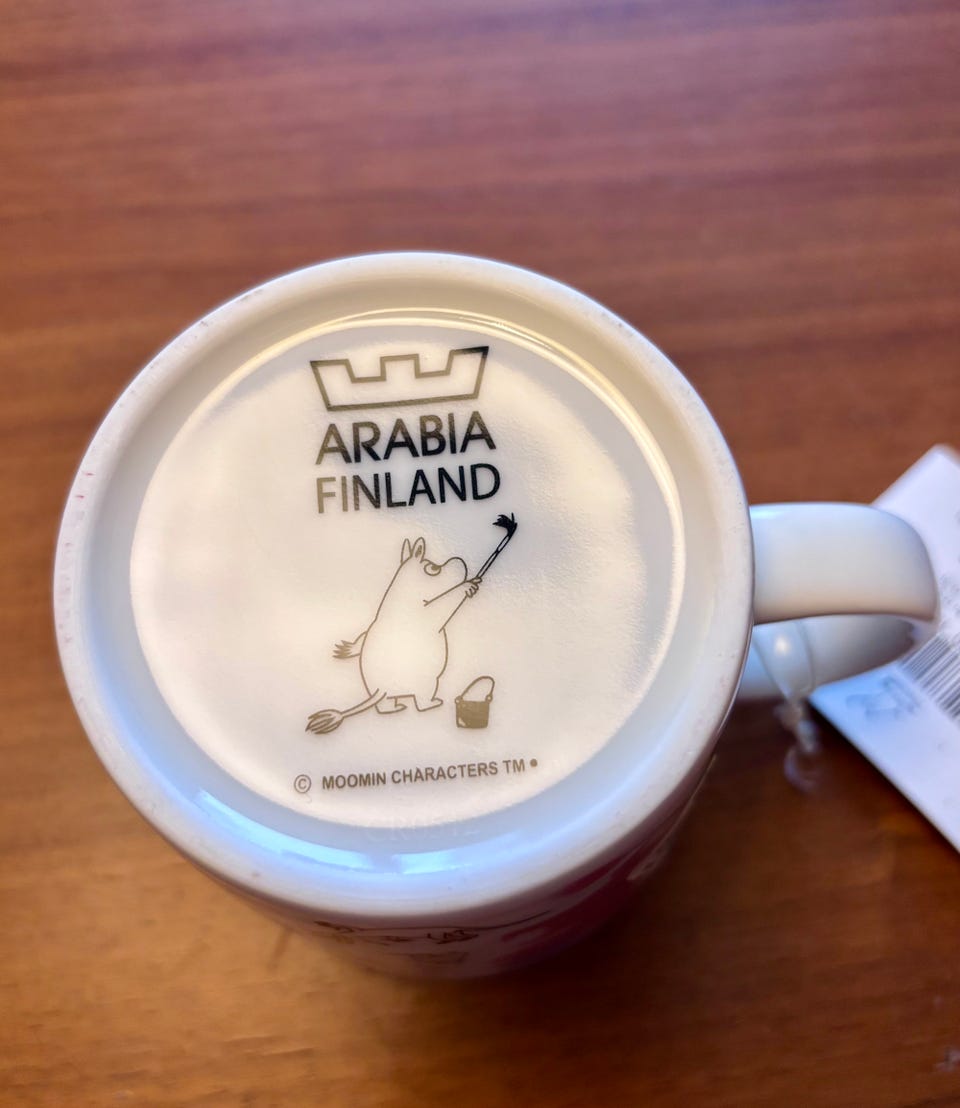 ARABIA
FINLAND
© MOOMIN CHARACTERS TM •